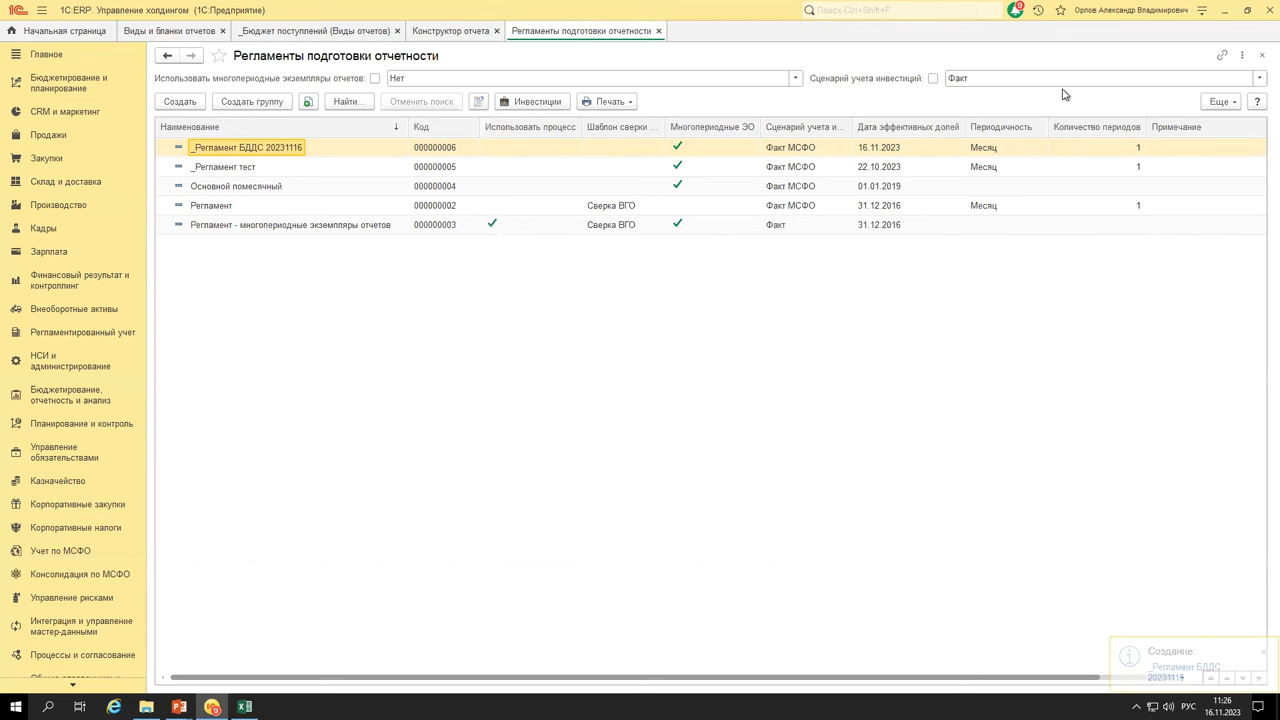 1С:ERP. Управление холдингом (1С:Предприятие)
Поиск Ctrl+Shift+F
9
Орлов Александр Владимирович
Начальная страница
Виды и бланки отчетов ×
_Бюджет поступлений (Виды отчетов) ×
Конструктор отчета ×
Регламенты подготовки отчетности ×
Главное
Бюджетирование и
планирование
CRM и маркетинг
Продажи
Закупки
Склад и доставка
Производство
Кадры
Зарплата
Финансовый результат и
контроллинг
Внеоборотные активы
Регламентированный учет
НСИ и
администрирование
Бюджетирование,
отчетность и анализ
Планирование и контроль
Управление
обязательствами
Казначейство
Корпоративные закупки
Корпоративные налоги
Учет по МСФО
Консолидация по МСФО
Управление рисками
Интеграция и управление
мастер-данными
Процессы и согласование
Регламенты подготовки отчетности
Использовать многопериодные экземпляры отчетов: Нет
Сценарий учета инвестиций: Факт
Создать Создать группу Найти... Отменить поиск Инвестиции Печать Еще ?
Наименование Код Использовать процесс Шаблон сверки ... Многопериодные ЭО Сценарий учета и... Дата эффективных долей Периодичность Количество периодов Примечание
_Регламент БДДС 20231116 000000006 Факт МСФО 16.11.2023 Месяц 1
_Регламент тест 000000005 Факт МСФО 22.10.2023 Месяц 1
Основной помесячный 000000004 Факт МСФО 01.01.2019
Регламент 000000002 Сверка ВГО Факт МСФО 31.12.2016 Месяц 1
Регламент - многопериодные экземпляры отчетов 000000003 Сверка ВГО Факт 31.12.2016
Создание:
_Регламент БДДС
20231116
9
РУС
11:26
16.11.2023